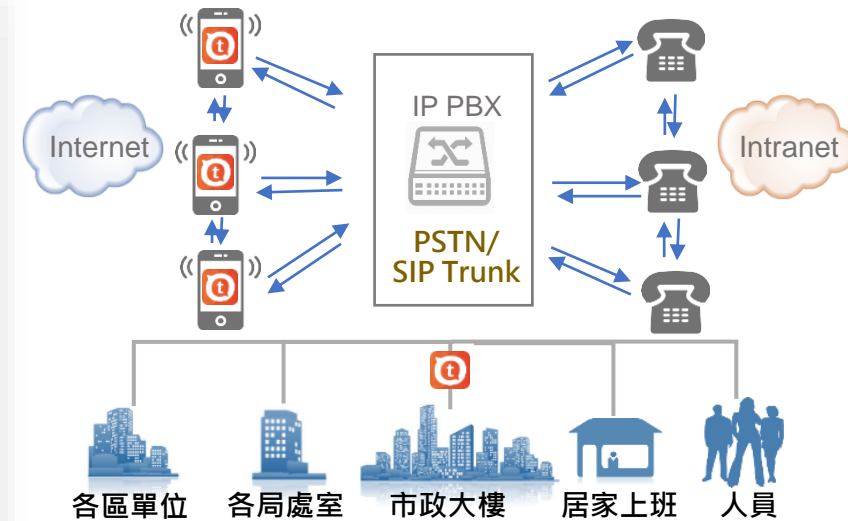 Internet
IP PBX
PSTN/
SIP Trunk
Intranet
t
t
t
t
各區單位
各局處室
市政大樓
居家上班
人員